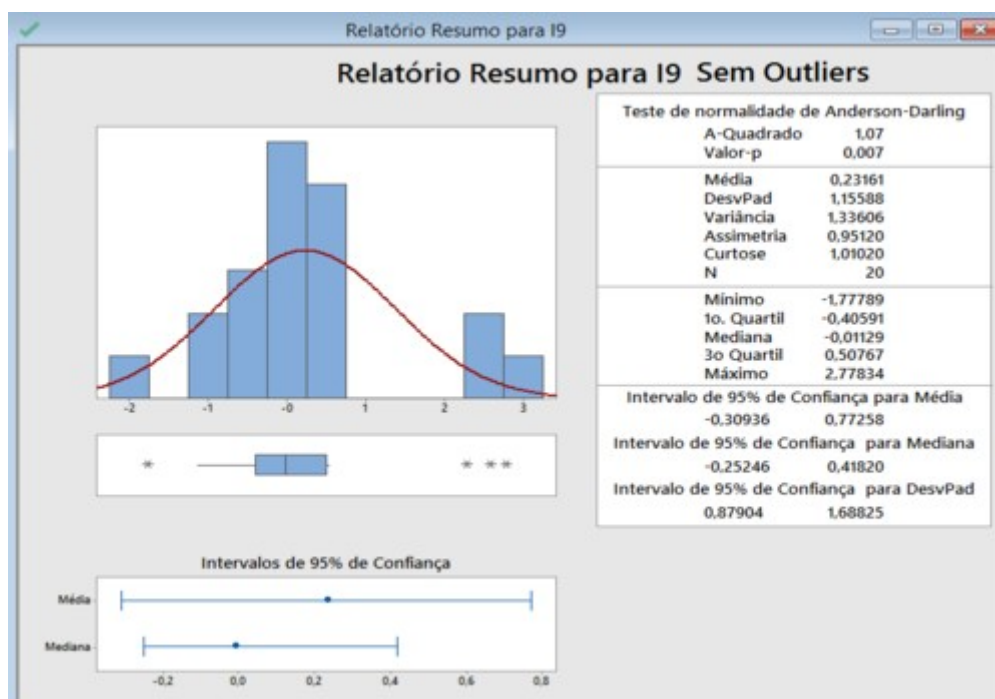 Relatório Resumo para I9
Relatório Resumo para I9 Sem Outliers
Teste de normalidade de Anderson-Darling
A-Quadrado 1,07
Valor-p 0,007
Média 0,23161
DesvPad 1,15588
Variância 1,33606
Assimetria 0,95120
Curtose 1,01020
N 20
Mínimo -1,77789
1o. Quartil -0,40591
Mediana -0,01129
3o Quartil 0,50767
Máximo 2,77834
Intervalo de 95% de Confiança para Média
-0,30936 0,77258
Intervalo de 95% de Confiança para Mediana
-0,25246 0,41820
Intervalo de 95% de Confiança para DesvPad
0,87904 1,68825
-2 -1 -0 1 2 3
Intervalos de 95% de Confiança
Média
Mediana
-0,2 0,0 0,2 0,4 0,6 0,8